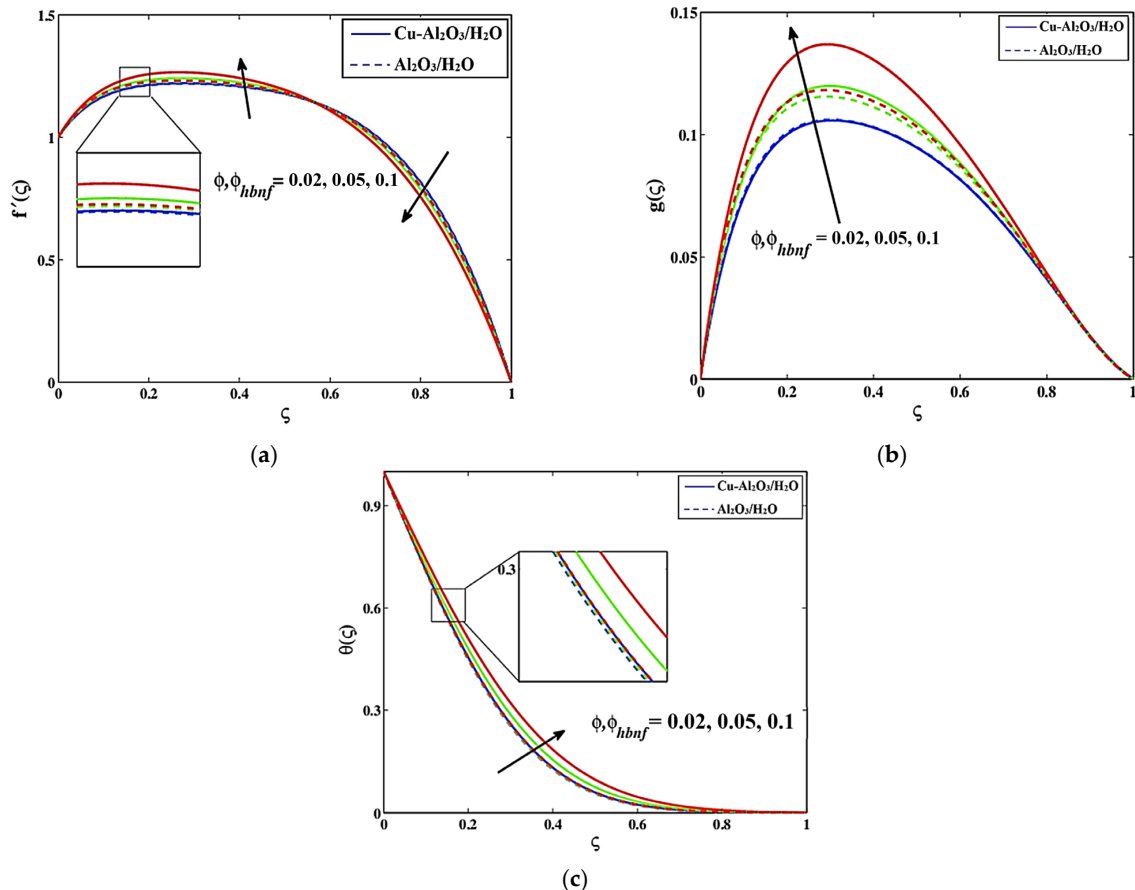 1.5
1
0.5
0
f′(ς)
Cu-Al₂O₃/H₂O
Al₂O₃/H₂O
ϕ,ϕhbnf = 0.02, 0.05, 0.1
0 0.2 0.4 0.6 0.8 1
ς
(a)
0.15
0.1
0.05
0
g(ς)
Cu-Al₂O₃/H₂O
Al₂O₃/H₂O
ϕ,ϕhbnf = 0.02, 0.05, 0.1
0 0.2 0.4 0.6 0.8 1
ς
(b)
0.9
0.6
0.3
0
θ(ς)
Cu-Al₂O₃/H₂O
Al₂O₃/H₂O
0.3
ϕ,ϕhbnf = 0.02, 0.05, 0.1
0 0.2 0.4 0.6 0.8 1
ς
(c)